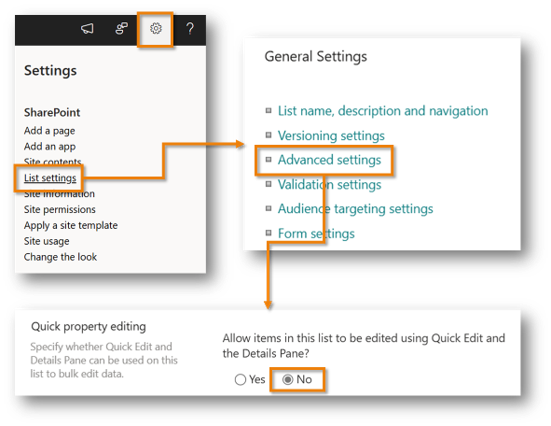 Settings
SharePoint
Add a page
Add an app
Site contents
List settings
Site information
Site permissions
Apply a site template
Site usage
Change the look
General Settings
List name, description and navigation
Versioning settings
Advanced settings
Validation settings
Audience targeting settings
Form settings
Quick property editing
Specify whether Quick Edit and
Details Pane can be used on this
list to bulk edit data.
Allow items in this list to be edited using Quick Edit and
the Details Pane?
Yes No